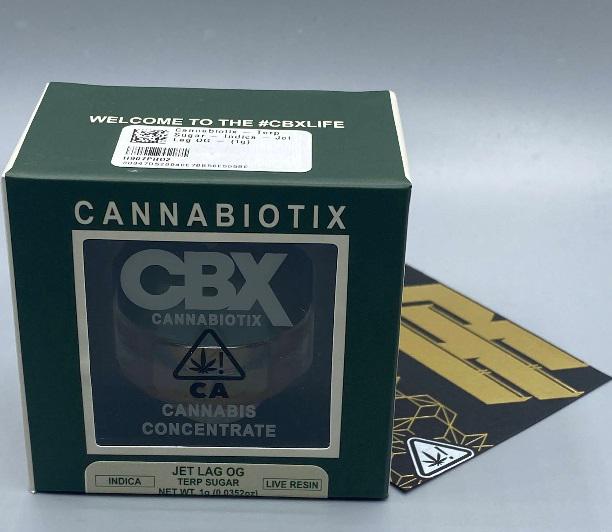 WELCOME TO THE #CBXLIFE
Cannabiotix - Terp
Sugar - Indica - Jet
Lag OG - (1g)
CANNABIOTIX
CBX
CANNABIOTIX
CA
CANNABIS
CONCENTRATE
JET LAG OG
INDICA
TERP SUGAR
LIVE RESIN
NET WT. 1g (0.0352oz)